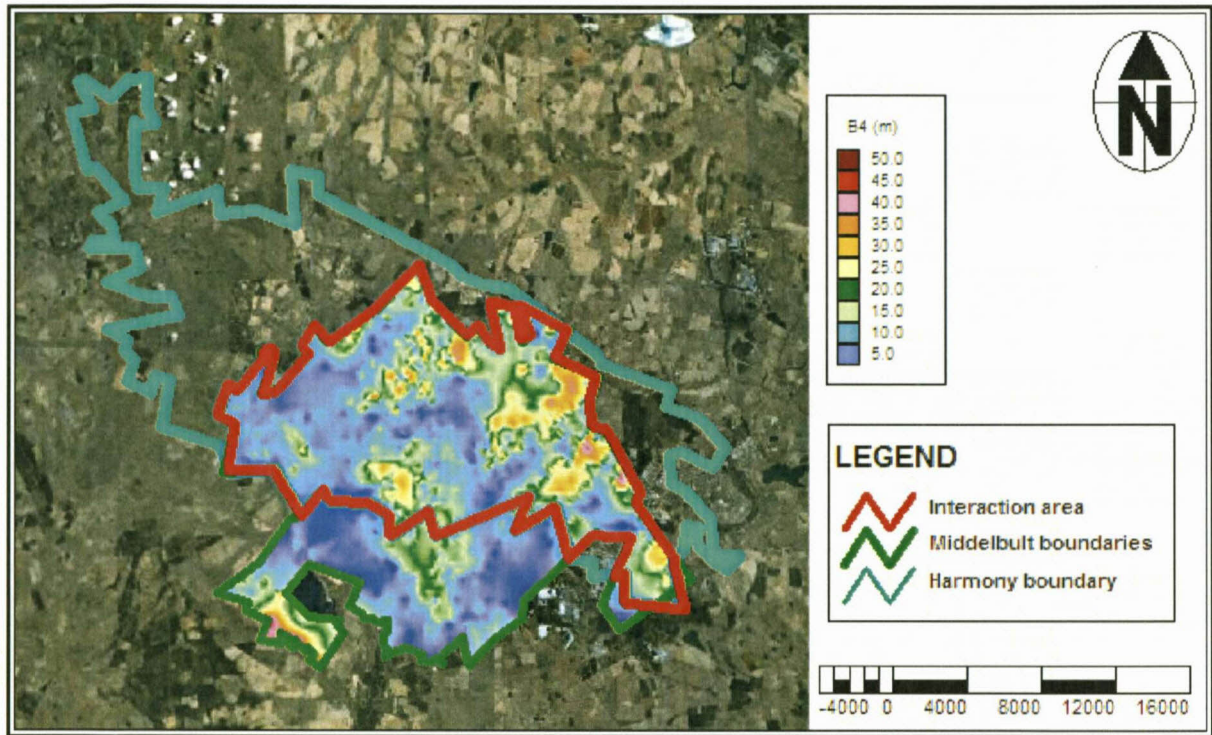 N
B4 (m)
50.0
45.0
40.0
35.0
30.0
25.0
20.0
15.0
10.0
5.0
LEGEND
Interaction area
Middelbult boundaries
Harmony boundary
-4000 0 4000 8000 12000 16000